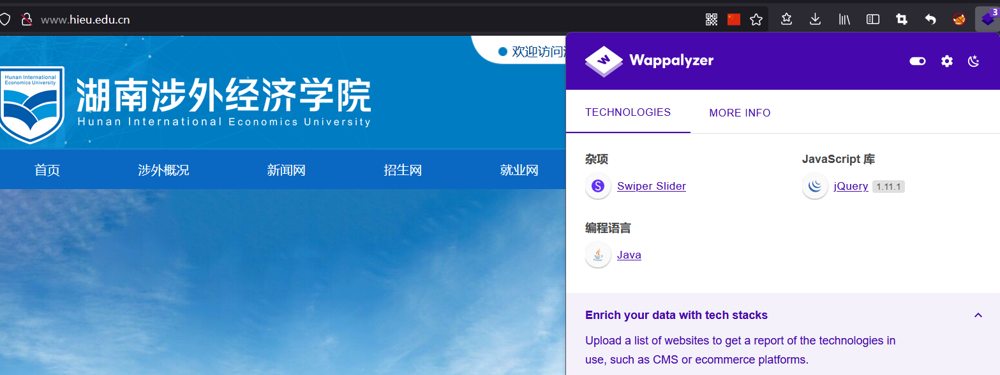 www.hieu.edu.cn
3
欢迎访问
Hunan International
Economics University
湖南涉外经济学院
Hunan International Economics University
首页
涉外概况
新闻网
招生网
就业网
W
Wappalyzer
TECHNOLOGIES
MORE INFO
杂项
JavaScript 库
S
Swiper Slider
jQuery
1.11.1
编程语言
Java
Enrich your data with tech stacks
Upload a list of websites to get a report of the technologies in
use, such as CMS or ecommerce platforms.